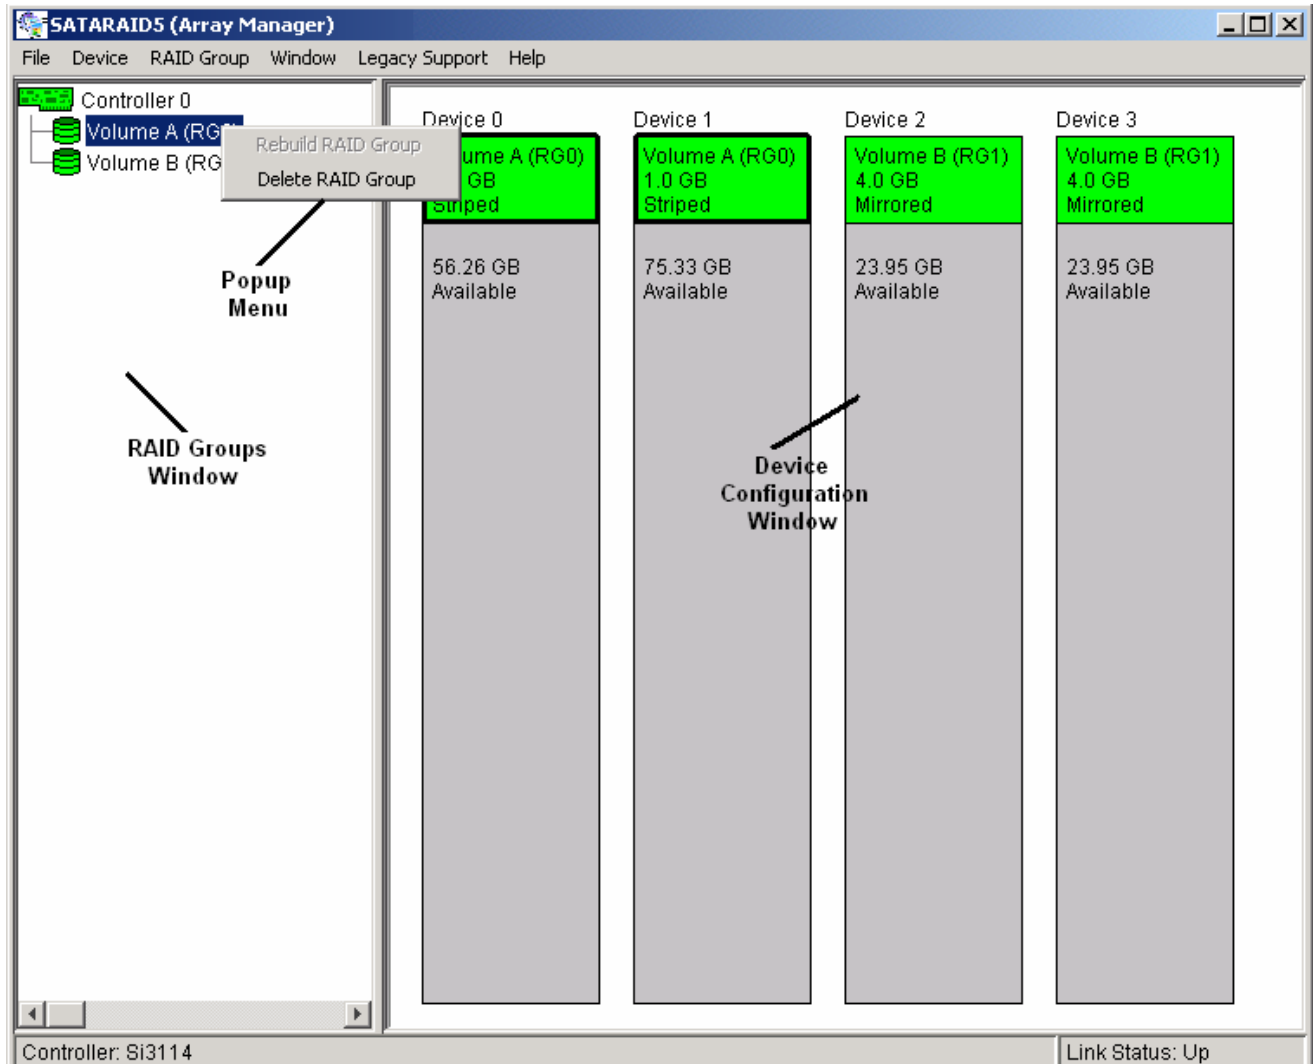 SATARAID5 (Array Manager)
File Device RAID Group Window Legacy Support Help
Controller 0
Volume A (RG
Volume B (RG
Rebuild RAID Group
Delete RAID Group
Popup
Menu
RAID Groups
Window
Device 0
ume A (RG0)
GB
Striped
56.26 GB
Available
Device 1
Volume A (RG0)
1.0 GB
Striped
75.33 GB
Available
Device 2
Volume B (RG1)
4.0 GB
Mirrored
23.95 GB
Available
Device 3
Volume B (RG1)
4.0 GB
Mirrored
23.95 GB
Available
Device
Configuration
Window
Controller: Si3114
Link Status: Up